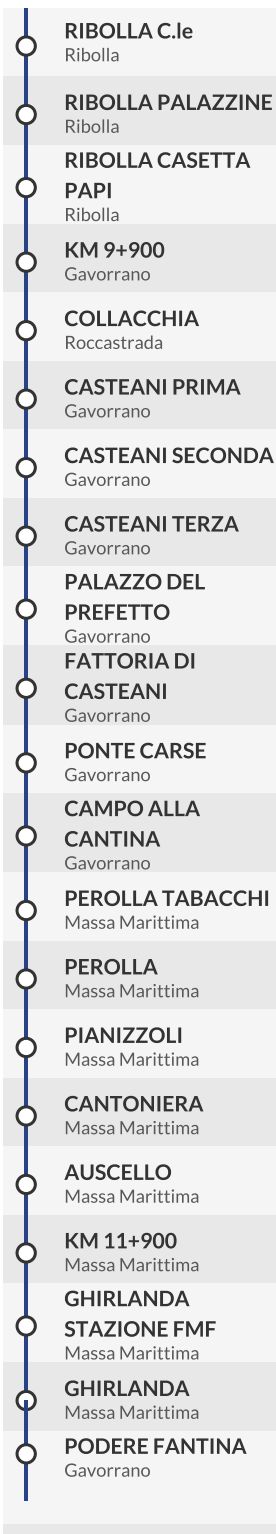 RIBOLLA C.le
Ribolla
RIBOLLA PALAZZINE
Ribolla
RIBOLLA CASETTA
PAPI
Ribolla
KM 9+900
Gavorrano
COLLACCHIA
Roccastrada
CASTEANI PRIMA
Gavorrano
CASTEANI SECONDA
Gavorrano
CASTEANI TERZA
Gavorrano
PALAZZO DEL
PREFETTO
Gavorrano
FATTORIA DI
CASTEANI
Gavorrano
PONTE CARSE
Gavorrano
CAMPO ALLA
CANTINA
Gavorrano
PEROLLA TABACCHI
Massa Marittima
PEROLLA
Massa Marittima
PIANIZZOLI
Massa Marittima
CANTONIERA
Massa Marittima
AUSCELLO
Massa Marittima
KM 11+900
Massa Marittima
GHIRLANDA
STAZIONE FMF
Massa Marittima
GHIRLANDA
Massa Marittima
PODERE FANTINA
Gavorrano